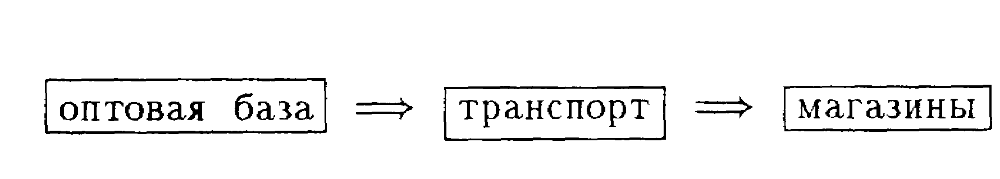 оптовая база ⇒ транспорт ⇒ магазины